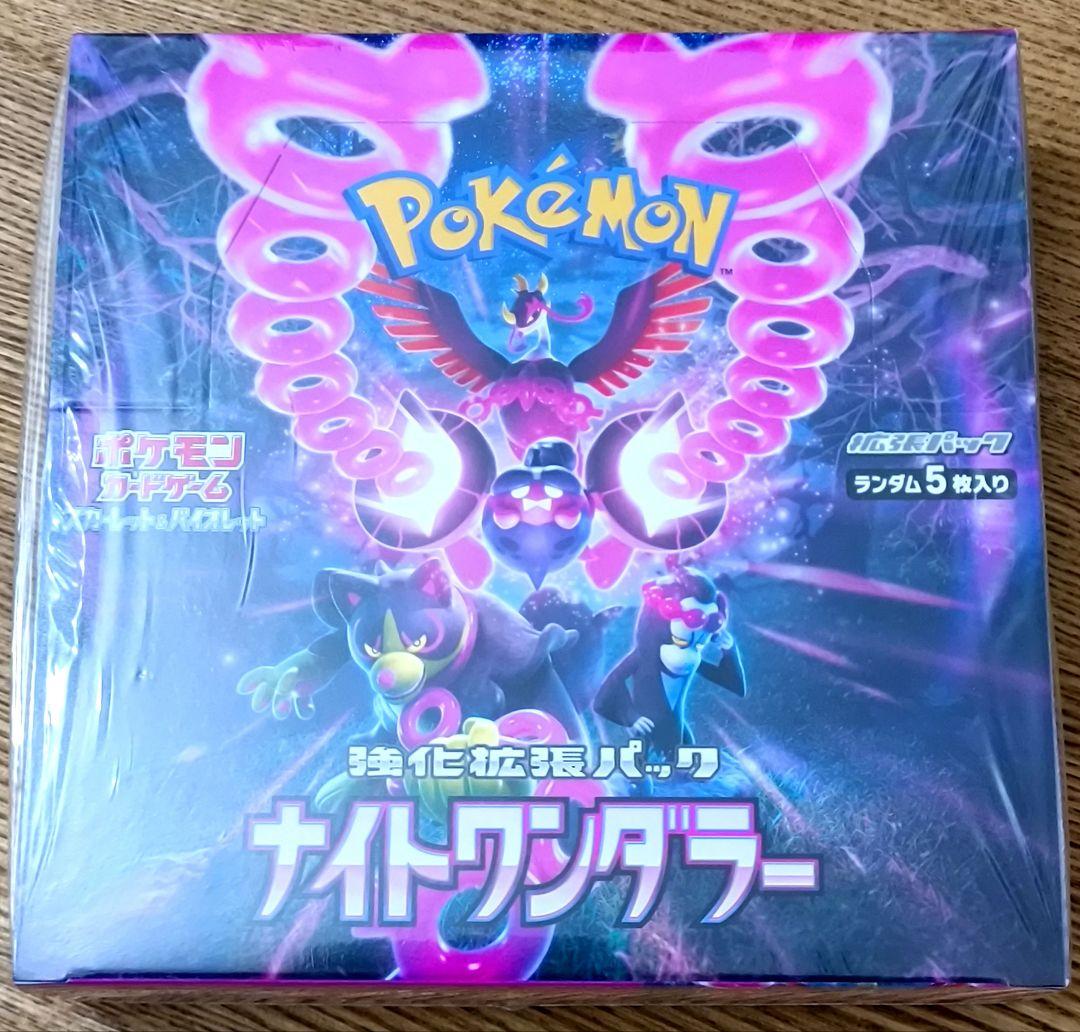 POKéMON
TM
ポケモン
カードゲーム
スカーレット&バイオレット
拡張パック
ランダム5枚入り
強化拡張パック
ナイトワンダラー